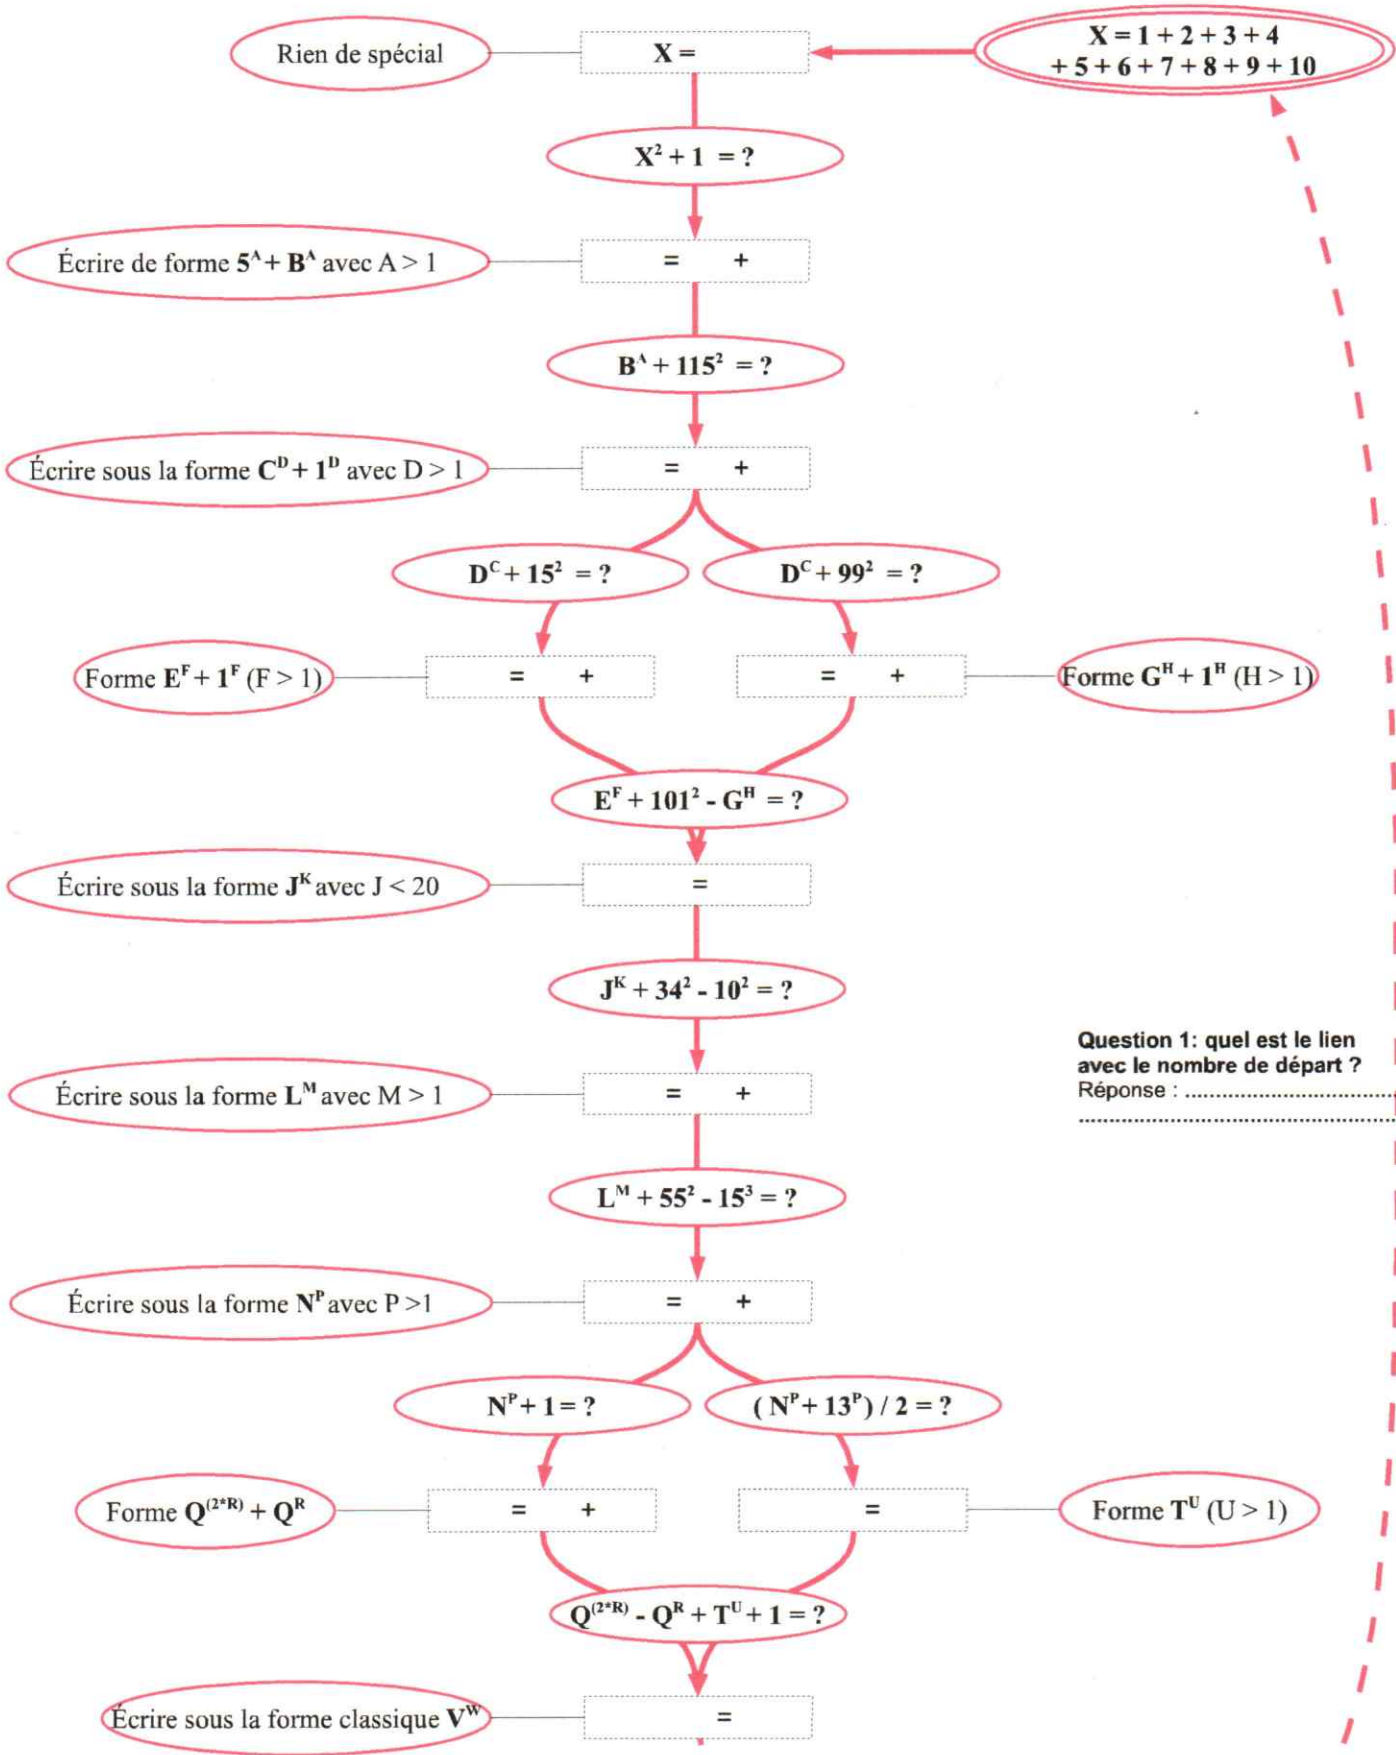 Rien de spécial
X =
X = 1 + 2 + 3 + 4
+ 5 + 6 + 7 + 8 + 9 + 10
X² + 1 = ?
Écrire de forme 5ᴬ + Bᴬ avec A > 1
= +
Bᴬ + 115² = ?
Écrire sous la forme Cᴰ + 1ᴰ avec D > 1
= +
D^C + 15² = ?
D^C + 99² = ?
Forme E^F + 1^F (F > 1)
= +
= +
Forme Gᴴ + 1ᴴ (H > 1)
E^F + 101² - Gᴴ = ?
Écrire sous la forme Jᴷ avec J < 20
=
Jᴷ + 34² - 10² = ?
Question 1: quel est le lien
avec le nombre de départ ?
Réponse : ................................
................................................
Écrire sous la forme Lᴹ avec M > 1
= +
Lᴹ + 55² - 15³ = ?
Écrire sous la forme Nᴾ avec P >1
= +
Nᴾ + 1 = ?
( Nᴾ + 13ᴾ ) / 2 = ?
Forme Q^(2*R) + Qᴿ
= +
=
Forme Tᵁ (U > 1)
Q^(2*R) - Qᴿ + Tᵁ + 1 = ?
Écrire sous la forme classique Vᵂ
=